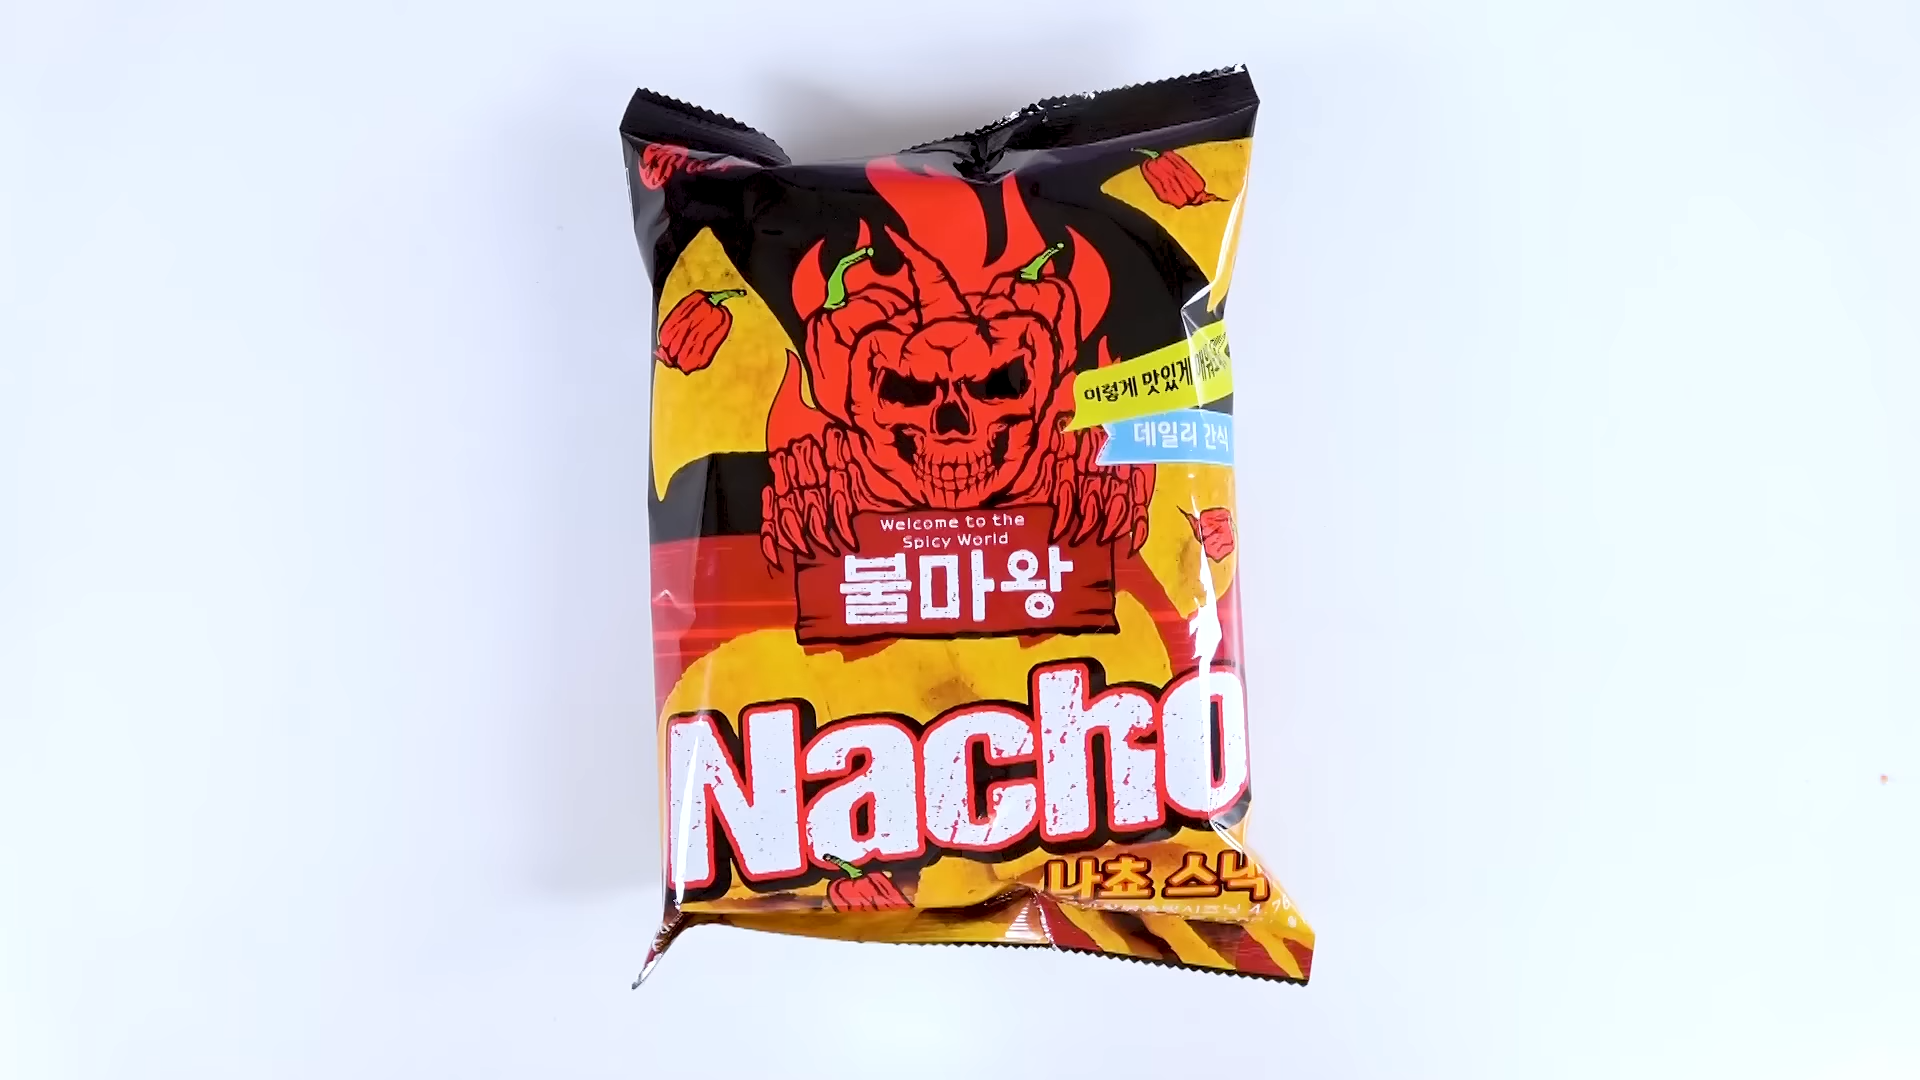 이렇게 맛있게
데일리 간식
Welcome to the
Spicy World
불마왕
Nacho
나쵸 스낵